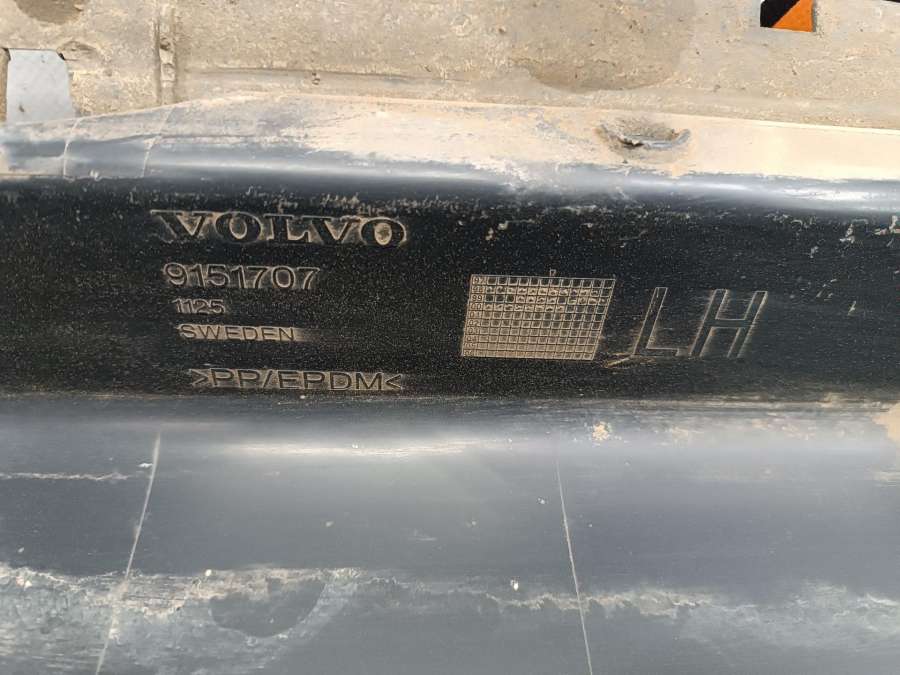 VOLVO
9151707
1125
SWEDEN
>PP/EPDM<
LH